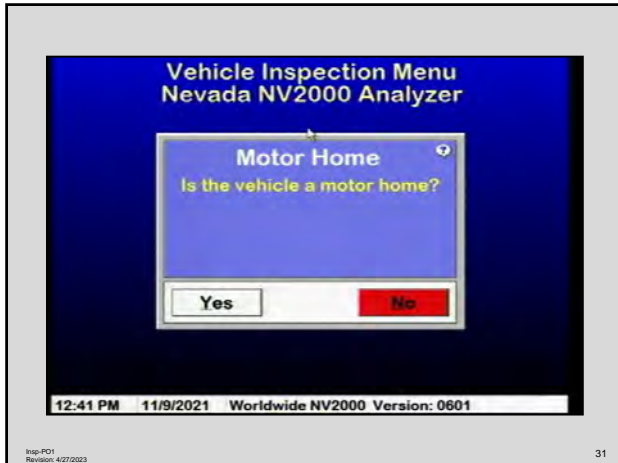 Vehicle Inspection Menu
Nevada NV2000 Analyzer
Motor Home
?
Is the vehicle a motor home?
Yes
No
12:41 PM 11/9/2021 Worldwide NV2000 Version: 0601
Insp-PO1
Revision: 4/27/2023
31